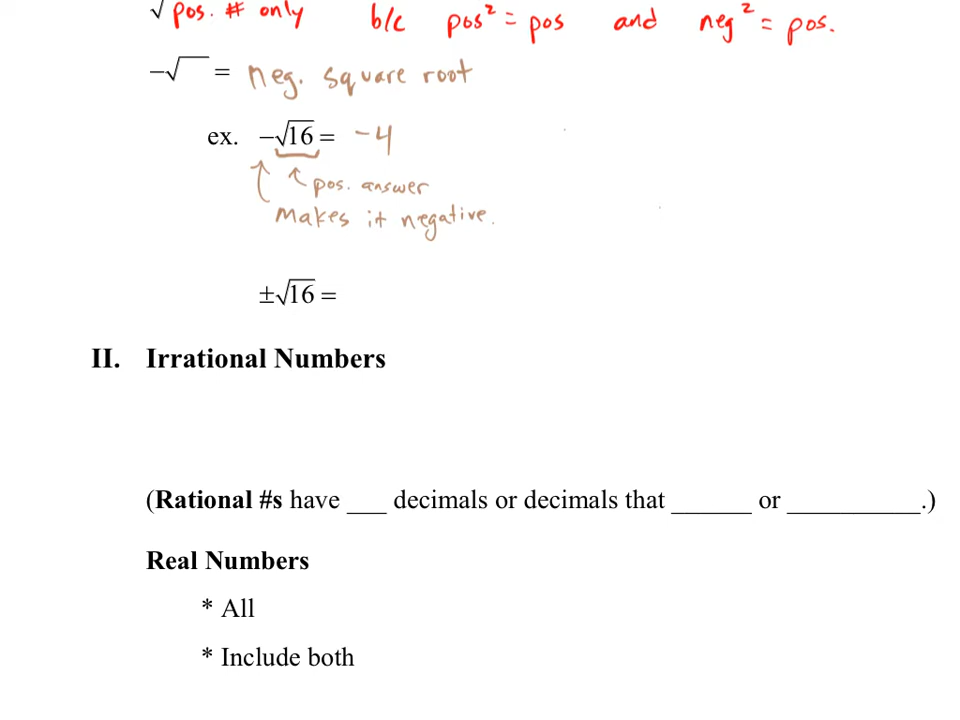 √ pos. # only b/c pos² = pos and neg² = pos.
−√ = neg. square root
ex. −√16 = -4
↑ ↖ pos. answer
makes it negative.
±√16 =
II. Irrational Numbers
(Rational #s have ___ decimals or decimals that ______ or __________.)
Real Numbers
* All
* Include both